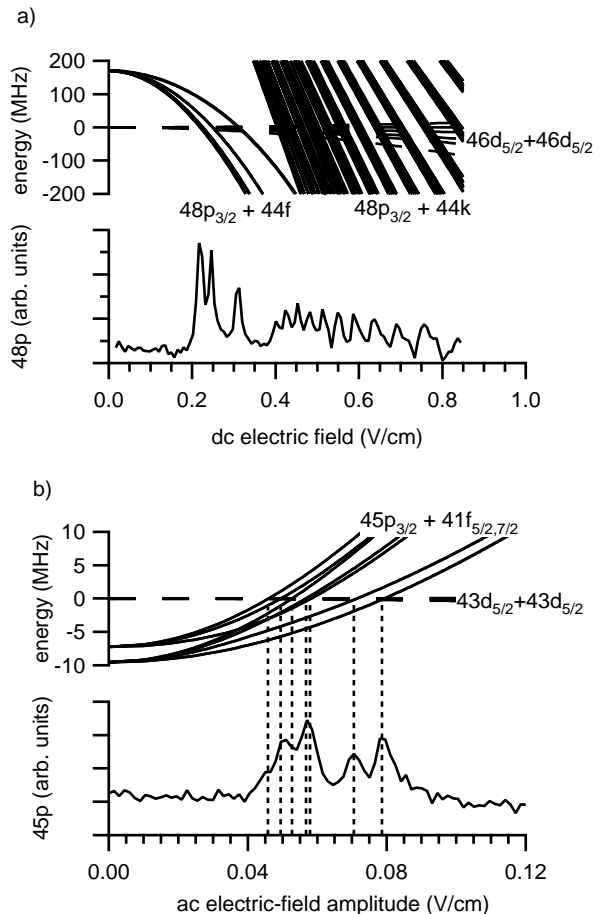 a)
200
100
0
-100
-200
energy (MHz)
46d5/2+46d5/2
48p3/2 + 44f
48p3/2 + 44k
48p (arb. units)
0.0
0.2
0.4
0.6
0.8
1.0
dc electric field (V/cm)
b)
10
5
0
-5
-10
energy (MHz)
45p3/2 + 41f5/2,7/2
43d5/2+43d5/2
45p (arb. units)
0.00
0.04
0.08
0.12
ac electric-field amplitude (V/cm)